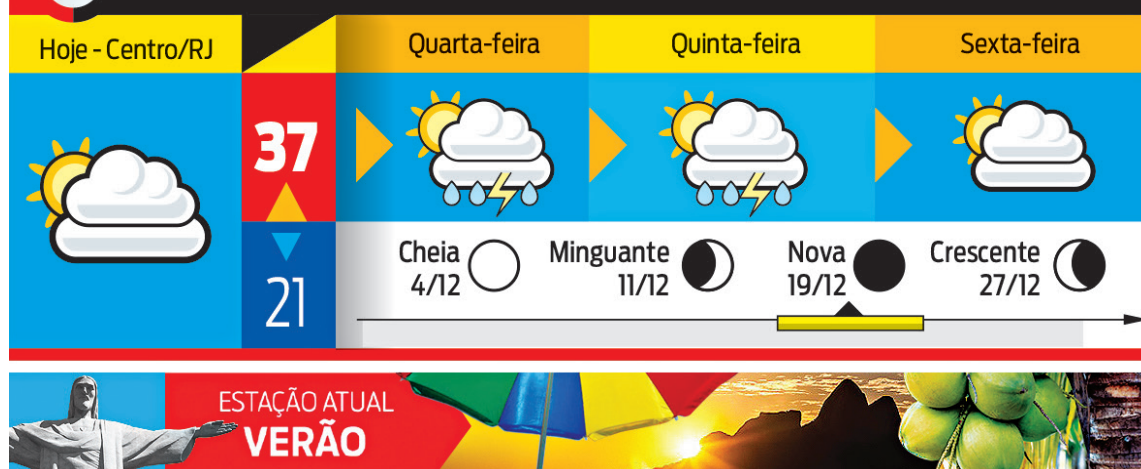 Hoje - Centro/RJ
Quarta-feira
Quinta-feira
Sexta-feira
37
21
Cheia
4/12
Minguante
11/12
Nova
19/12
Crescente
27/12
ESTAÇÃO ATUAL
VERÃO